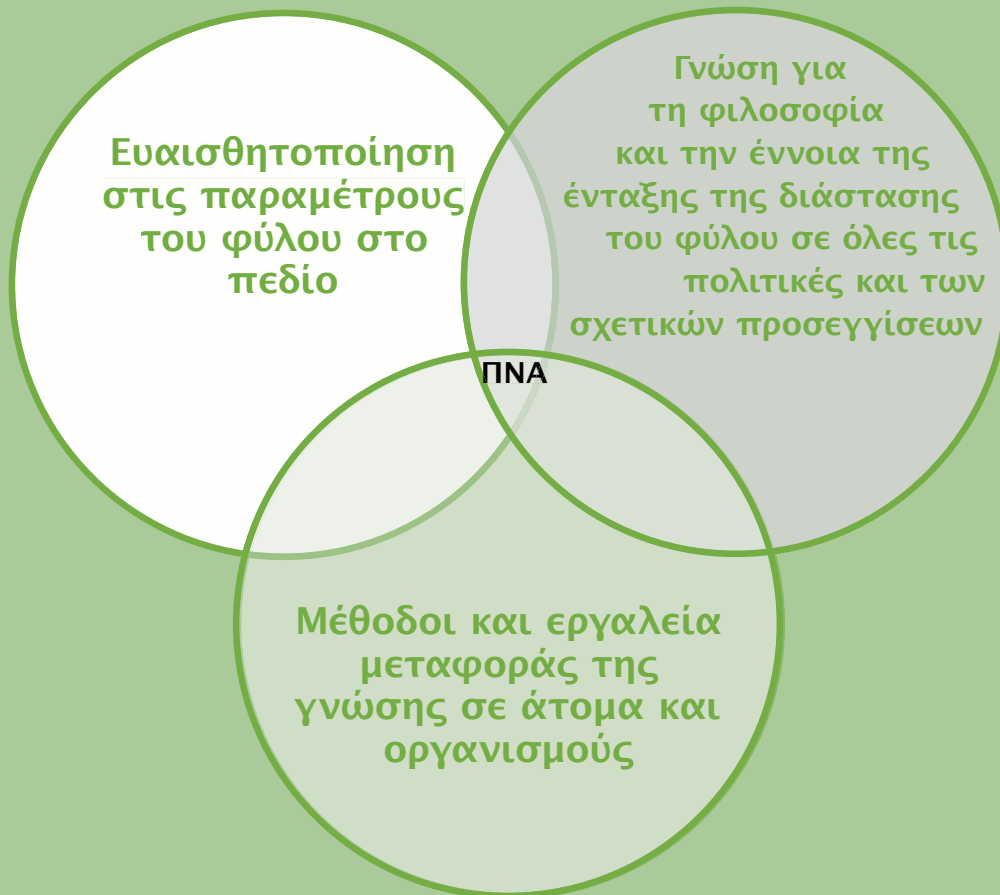 Ευαισθητοποίηση
στις παραμέτρους
του φύλου στο
πεδίο
Γνώση για
τη φιλοσοφία
και την έννοια της
ένταξης της διάστασης
του φύλου σε όλες τις
πολιτικές και των
σχετικών προσεγγίσεων
ΠΝΑ
Μέθοδοι και εργαλεία
μεταφοράς της
γνώσης σε άτομα και
οργανισμούς